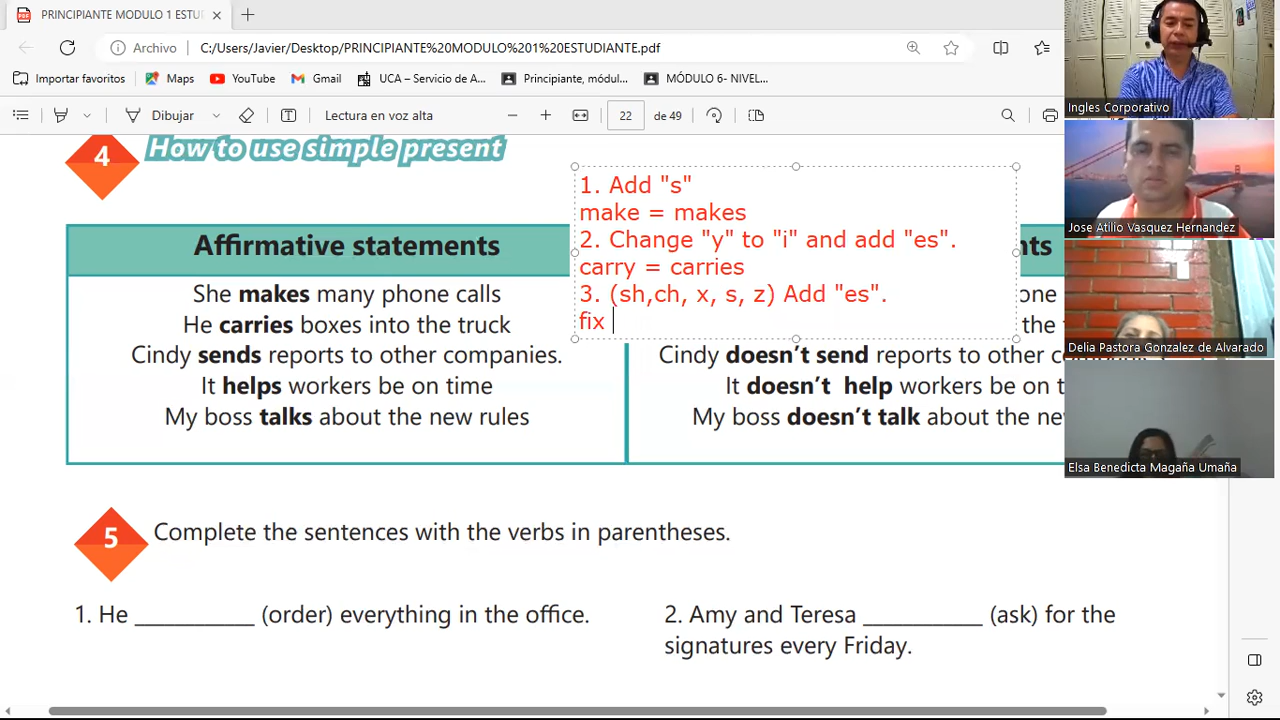 PRINCIPIANTE MODULO 1 ESTU
Archivo
C:/Users/Javier/Desktop/PRINCIPIANTE%20MODULO%201%20ESTUDIANTE.pdf
Importar favoritos
Maps
YouTube
Gmail
UCA – Servicio de A...
Principiante, módul...
MÓDULO 6- NIVEL...
Dibujar
Lectura en voz alta
22
de 49
Ingles Corporativo
Jose Atilio Vasquez Hernandez
Delia Pastora Gonzalez de Alvarado
Elsa Benedicta Magaña Umaña
4
How to use simple present
1. Add "s"
make = makes
2. Change "y" to "i" and add "es".
carry = carries
3. (sh,ch, x, s, z) Add "es".
fix
Affirmative statements
She makes many phone calls
He carries boxes into the truck
Cindy sends reports to other companies.
It helps workers be on time
My boss talks about the new rules
Cindy doesn't send reports to other
It doesn't help workers be on
My boss doesn't talk about the
5
Complete the sentences with the verbs in parentheses.
1. He ____________ (order) everything in the office.
2. Amy and Teresa ____________ (ask) for the
signatures every Friday.